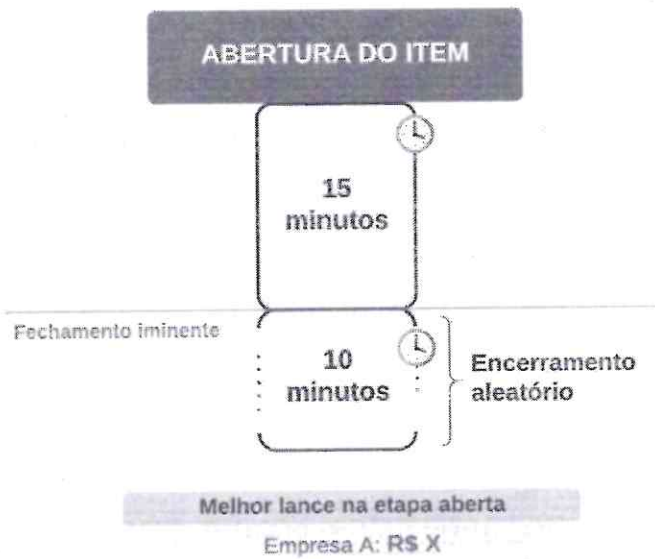 ABERTURA DO ITEM
15
minutos
Fechamento iminente
10
minutos
Encerramento
aleatório
Melhor lance na etapa aberta
Empresa A: R$ X